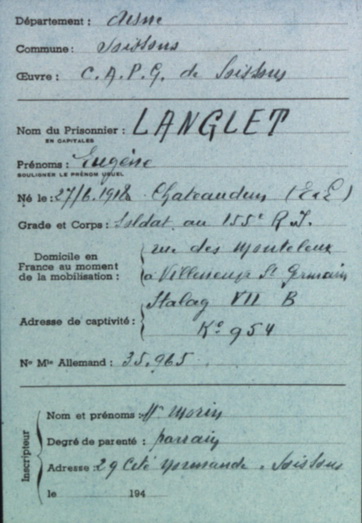 Département : Aisne
Commune : Soissons
Œuvre : C.A.P.G. de Soissons
Nom du Prisonnier : LANGLET
EN CAPITALES
Prénoms : Eugène
SOULIGNER LE PRÉNOM USUEL
Né le : 27/6.1918 Chateaudun (E&L)
Grade et Corps : Soldat au 155e R.I.
Domicile en
France au moment
de la mobilisation :
rue des
à Villeneuve St Germain
Adresse de captivité :
Stalag VII B
Ko 954
No Mle Allemand : 35.965
Inscripteur
Nom et prénoms : Mr Morin
Degré de parenté : parrain
Adresse : 29 Cité Normande. Soissons
le 194